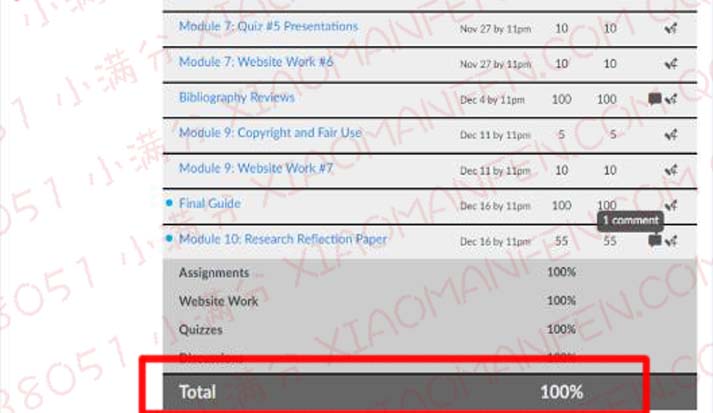 Module 7: Quiz #5 Presentations Nov 27 by 11pm 10 10
Module 7: Website Work #6 Nov 27 by 11pm 10 10
Bibliography Reviews Dec 4 by 11pm 100 100
Module 9: Copyright and Fair Use Dec 11 by 11pm 5 5
Module 9: Website Work #7 Dec 11 by 11pm 10 10
Final Guide Dec 16 by 11pm 100 100
1 comment
Module 10: Research Reflection Paper Dec 16 by 11pm 55 55
Assignments 100%
Website Work 100%
Quizzes 100%
Discussions 100%
Total 100%
小满分 XIAOMANFEN.COM